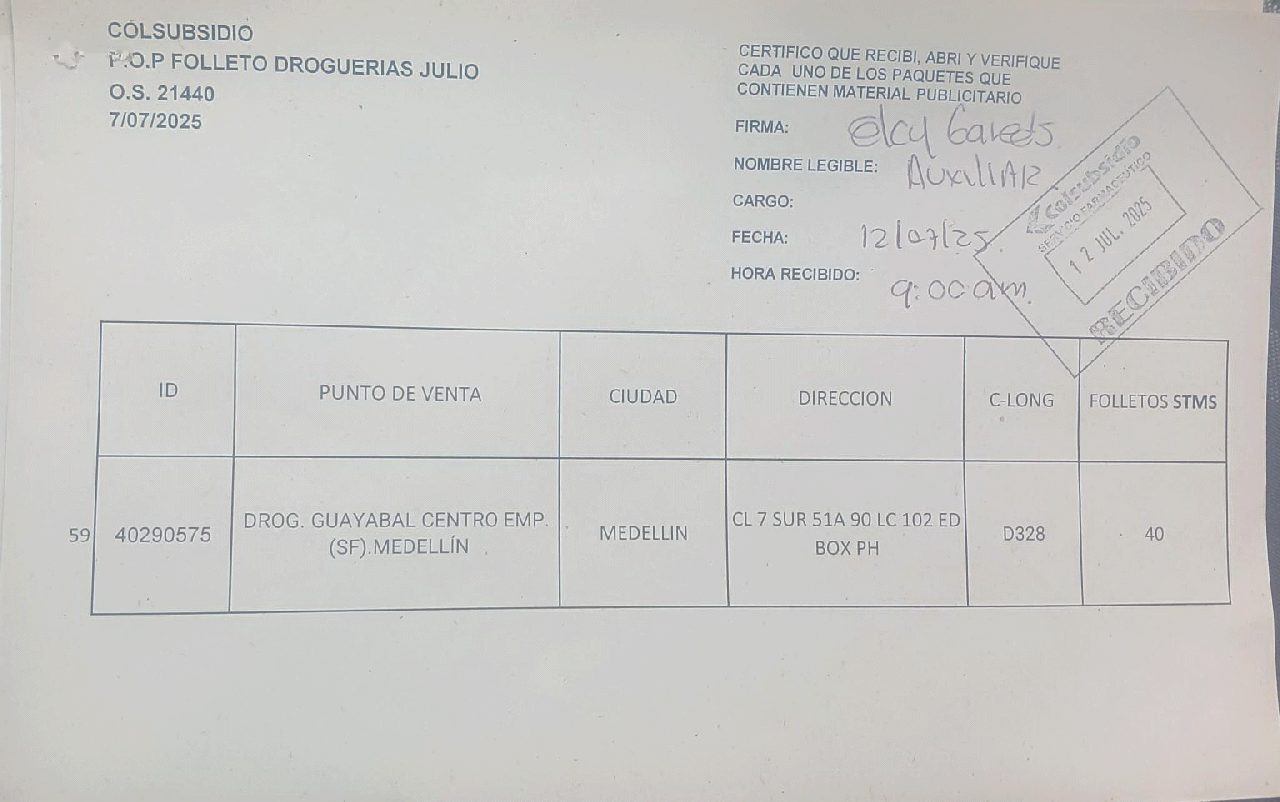 COLSUBSIDIO
P.O.P FOLLETO DROGUERIAS JULIO
O.S. 21440
7/07/2025
CERTIFICO QUE RECIBI, ABRI Y VERIFIQUE
CADA UNO DE LOS PAQUETES QUE
CONTIENEN MATERIAL PUBLICITARIO
FIRMA: elcy
NOMBRE LEGIBLE: AuxiliAR
CARGO:
FECHA: 12/07/25
HORA RECIBIDO: 9:00am.
Colsubsidio
SERVICIO FARMACEUTICO
12 JUL. 2025
RECIBIDO
ID PUNTO DE VENTA CIUDAD DIRECCION C-LONG FOLLETOS STMS
59 40290575 DROG. GUAYABAL CENTRO EMP. (SF).MEDELLÍN MEDELLIN CL 7 SUR 51A 90 LC 102 ED BOX PH D328 40